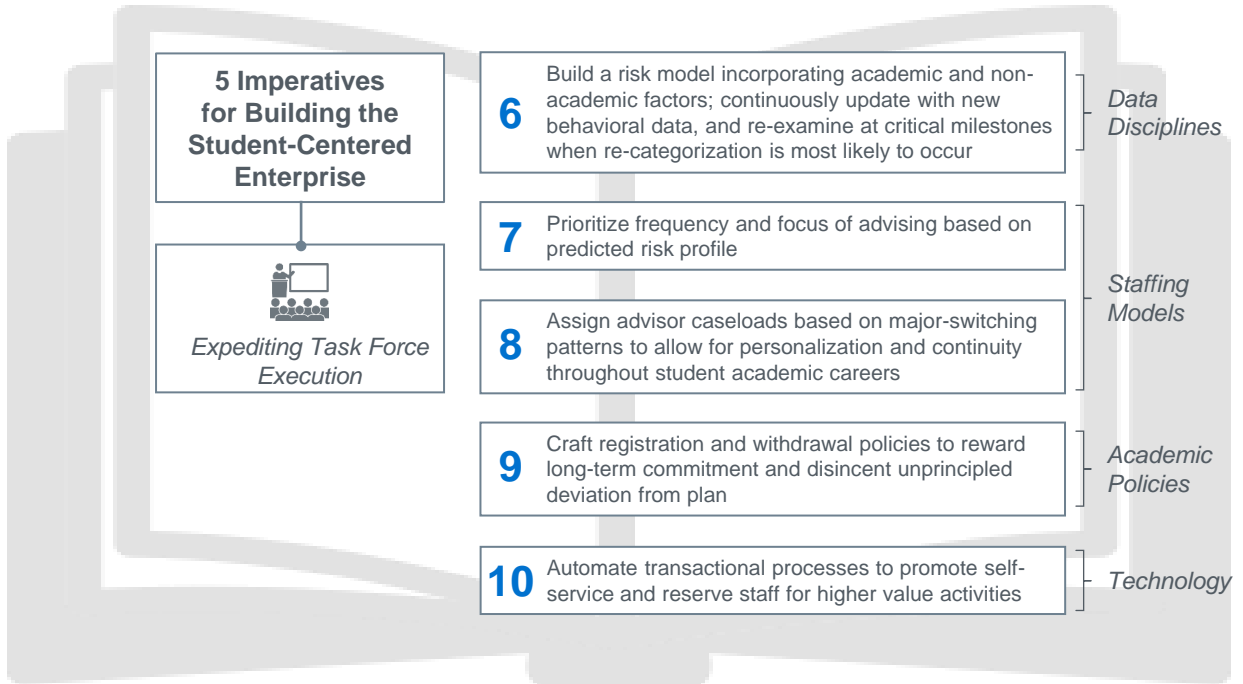 5 Imperatives
for Building the
Student-Centered
Enterprise
Expediting Task Force
Execution
6
Build a risk model incorporating academic and non-
academic factors; continuously update with new
behavioral data, and re-examine at critical milestones
when re-categorization is most likely to occur
Data
Disciplines
7
Prioritize frequency and focus of advising based on
predicted risk profile
8
Assign advisor caseloads based on major-switching
patterns to allow for personalization and continuity
throughout student academic careers
Staffing
Models
9
Craft registration and withdrawal policies to reward
long-term commitment and disincent unprincipled
deviation from plan
Academic
Policies
10
Automate transactional processes to promote self-
service and reserve staff for higher value activities
Technology